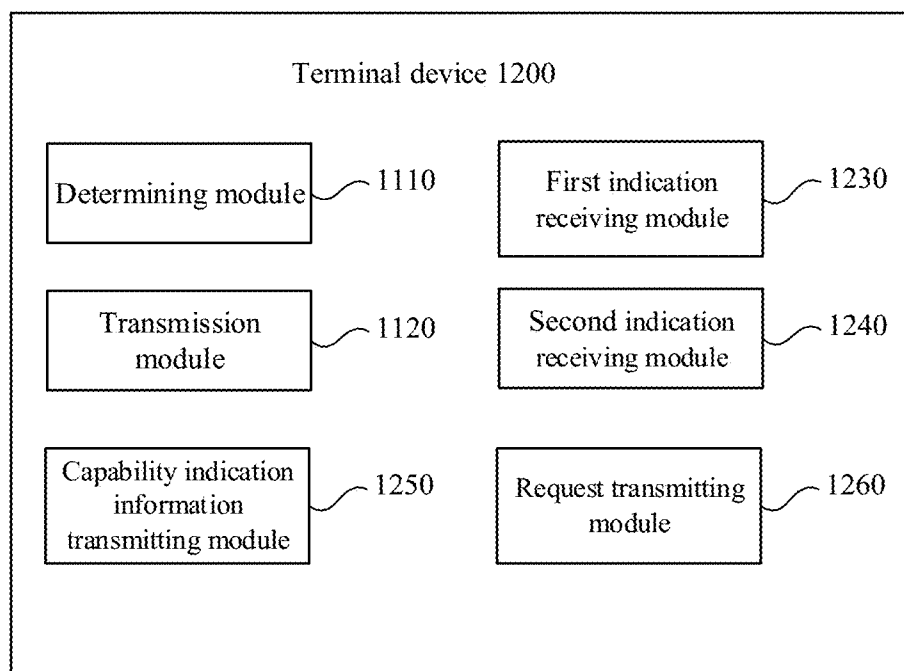 Terminal device 1200
Determining module
1110
First indication
receiving module
1230
Transmission
module
1120
Second indication
receiving module
1240
Capability indication
information
transmitting module
1250
Request transmitting
module
1260